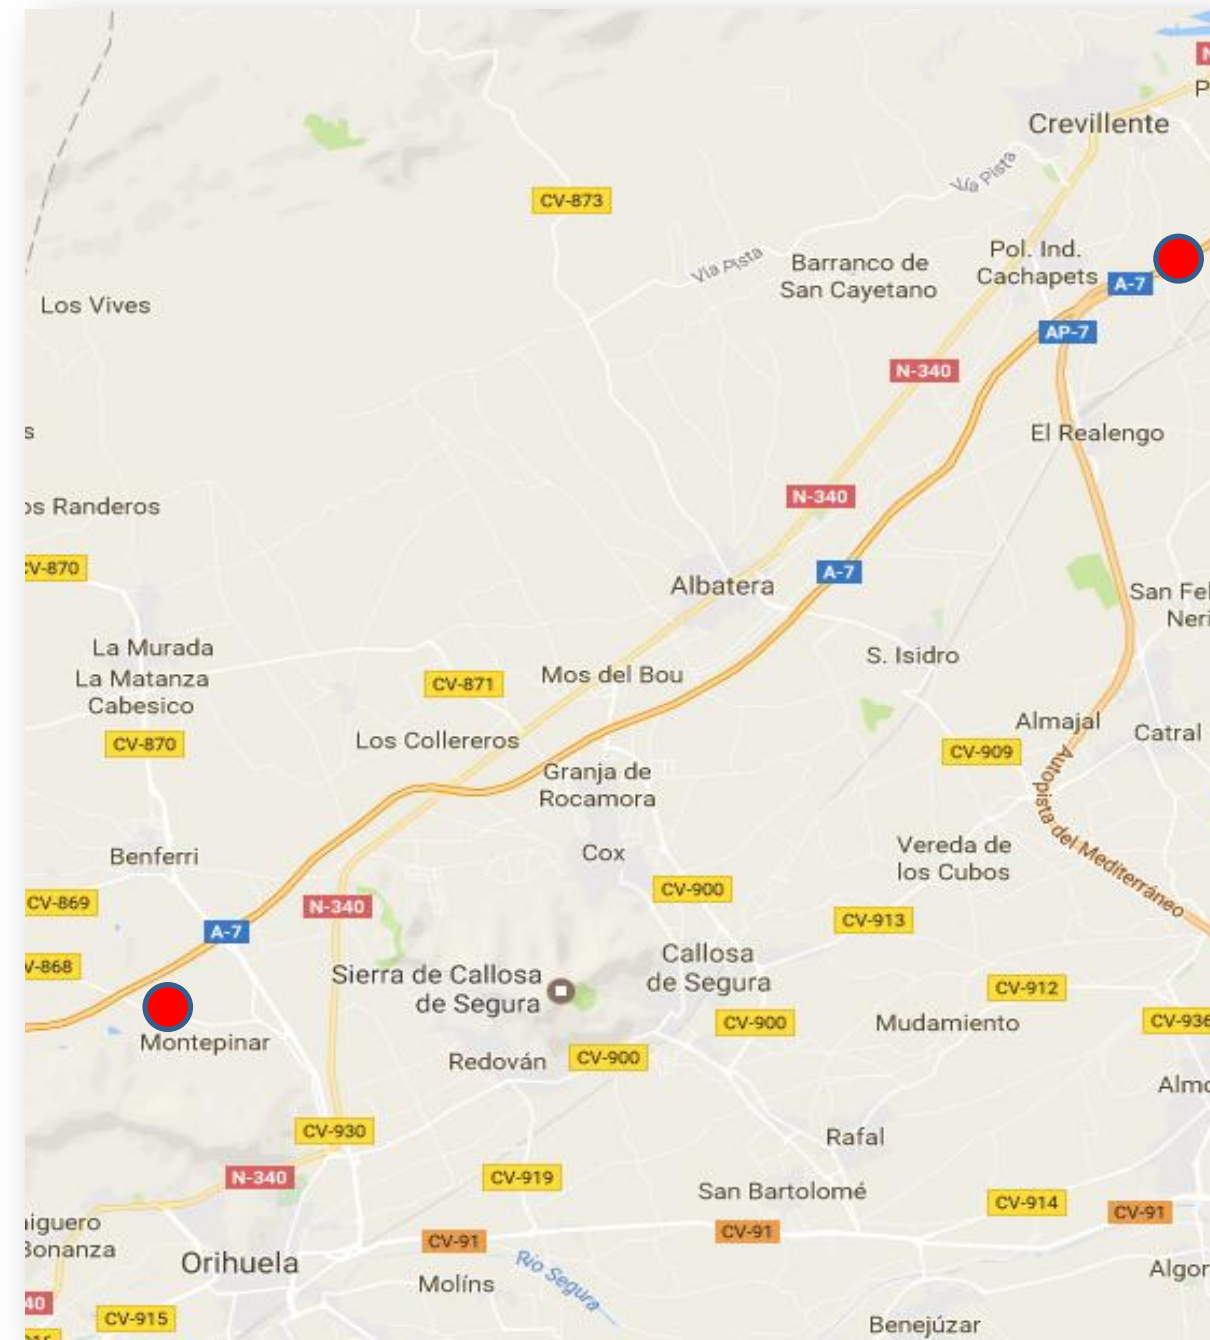 N
P
Crevillente
Vía Pista
CV-873
Vía Pista
Barranco de
San Cayetano
Pol. Ind.
Cachapets
A-7
Los Vives
AP-7
N-340
s
El Realengo
N-340
os Randeros
V-870
A-7
Albatera
San Fel
Neri
La Murada
La Matanza
Cabesico
S. Isidro
CV-871
Mos del Bou
Almajal
Catral
CV-870
Los Collereros
CV-909
Granja de
Rocamora
Autopista del Mediterráneo
Benferri
Cox
Vereda de
los Cubos
CV-869
N-340
CV-900
CV-913
A-7
Callosa
de Segura
V-868
Sierra de Callosa
de Segura
CV-912
CV-900
Mudamiento
CV-936
Montepinar
Redován
CV-900
Almo
CV-930
Rafal
N-340
CV-919
San Bartolomé
CV-914
CV-91
iguero
Bonanza
CV-91
CV-91
Orihuela
Río Segura
Molíns
Algor
40
CV-915
Benejúzar